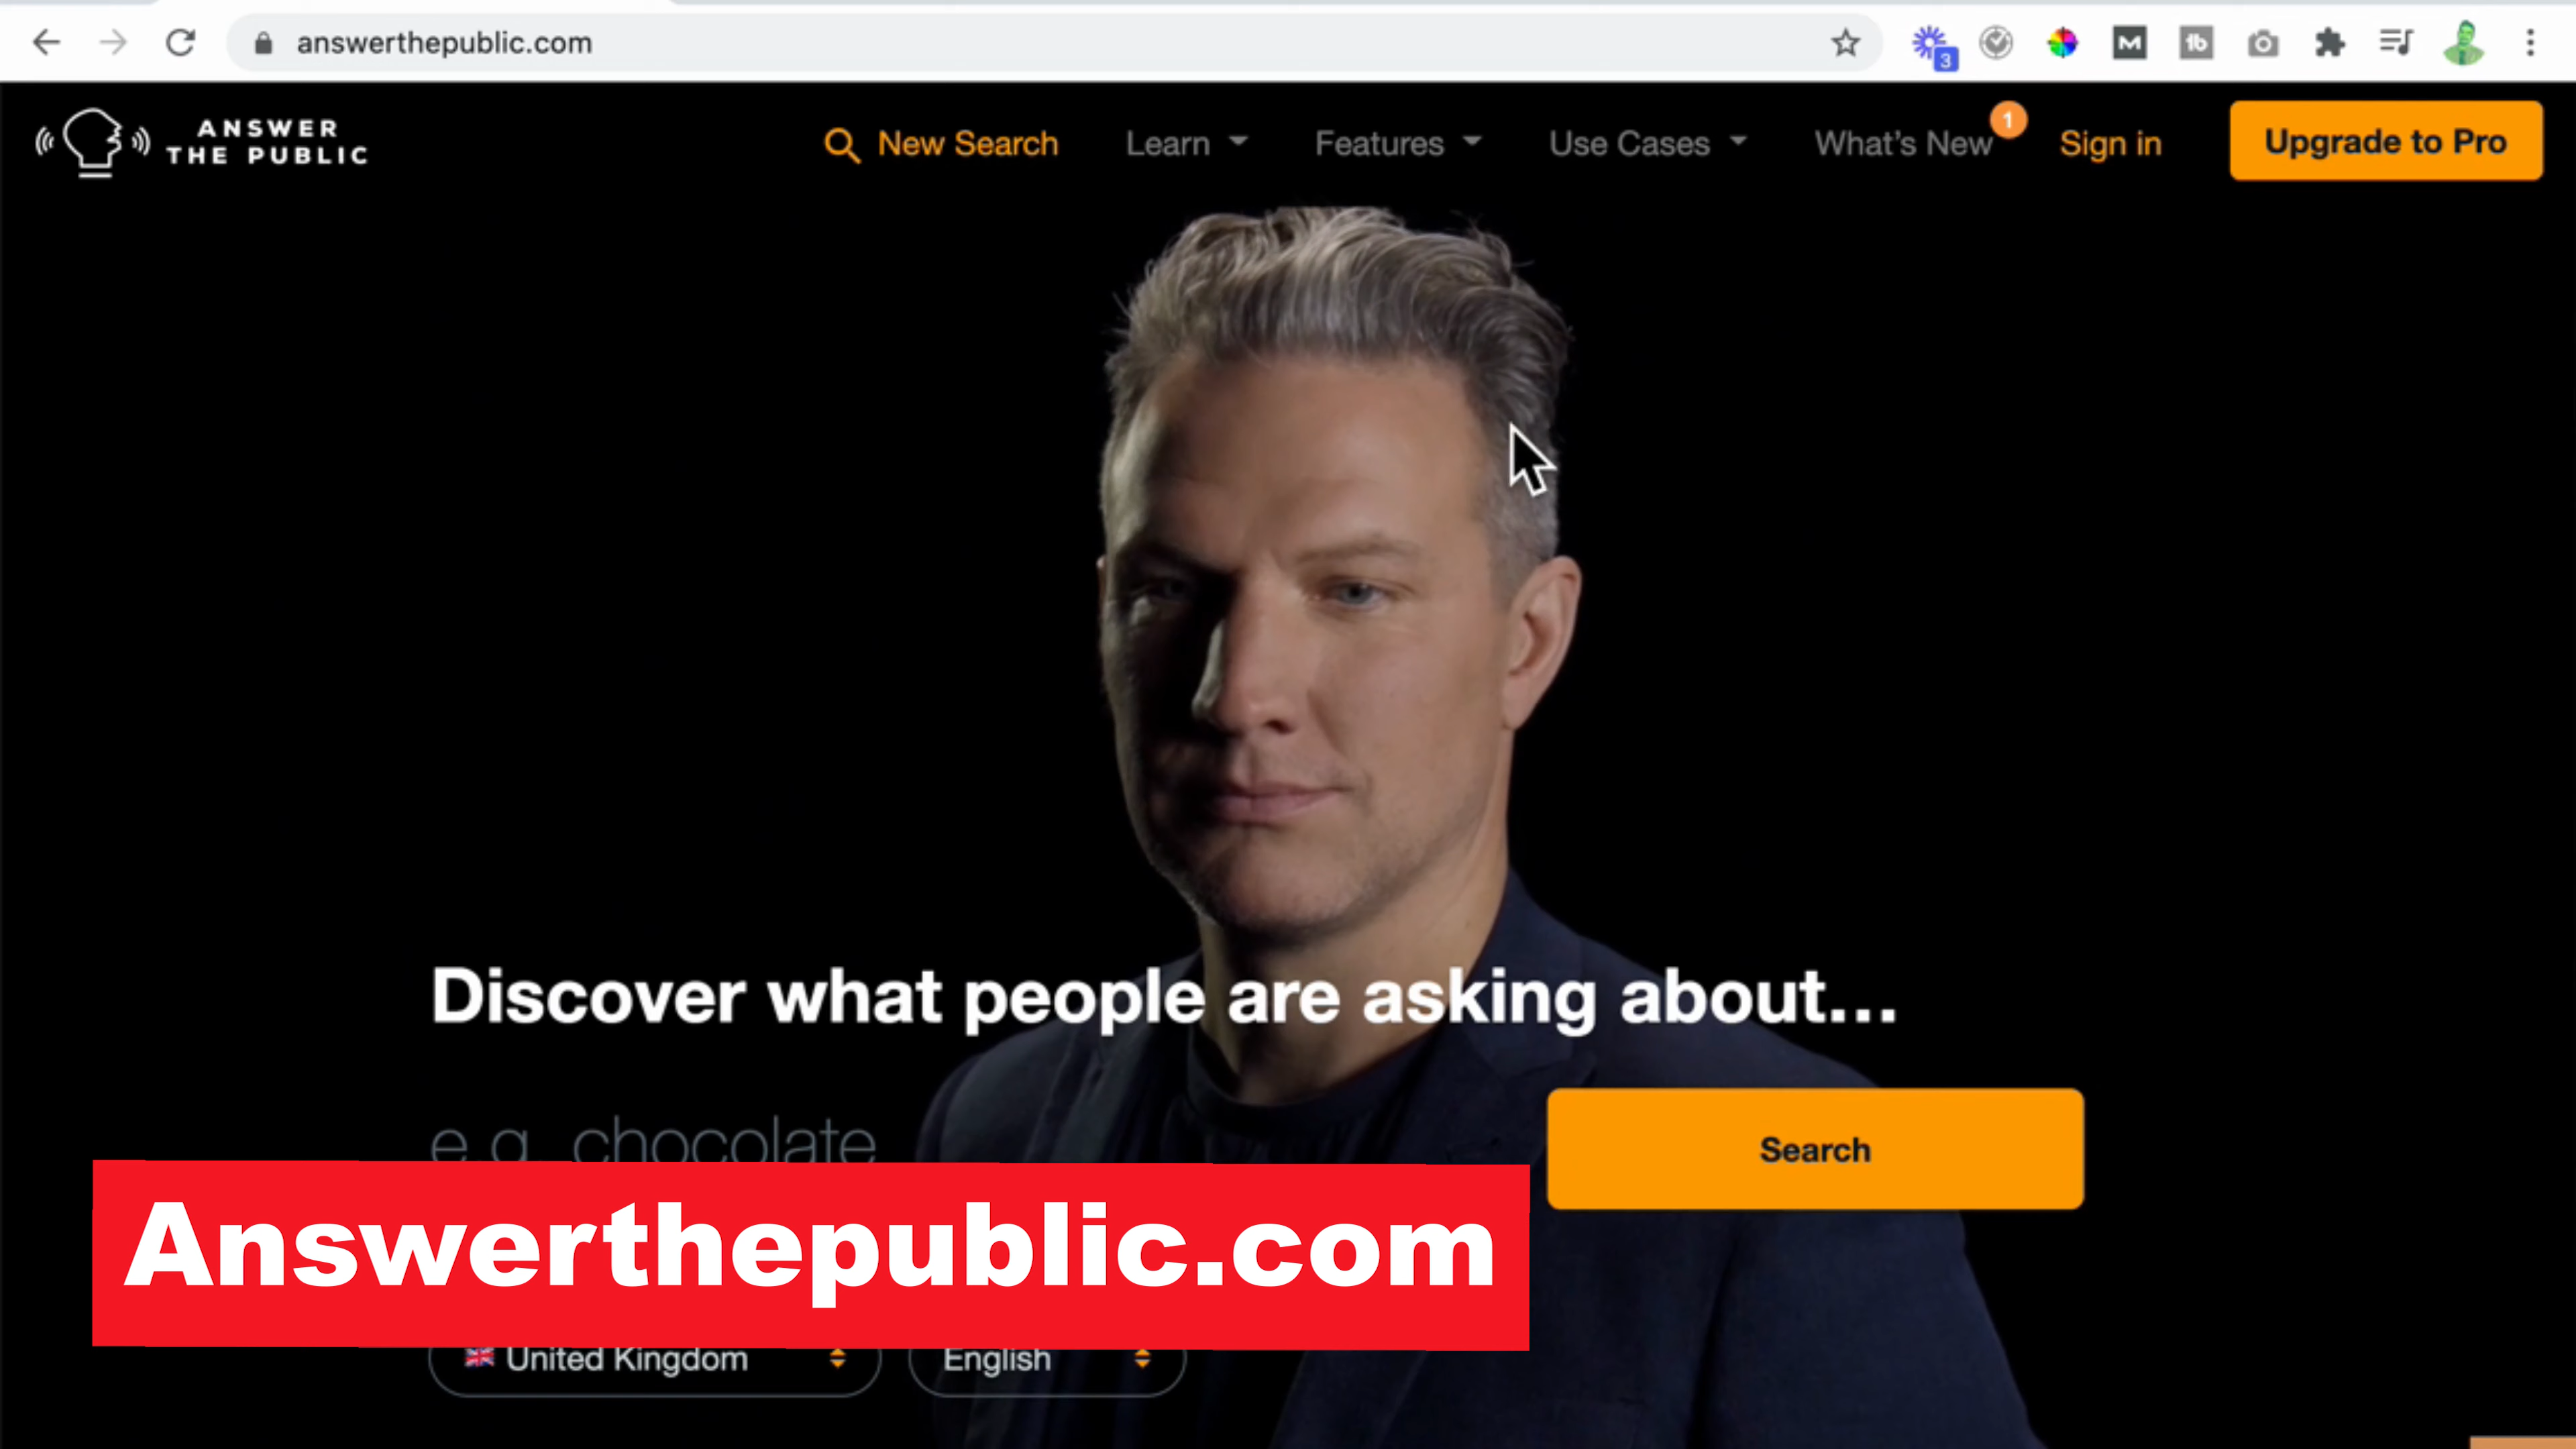 answerthepublic.com
3
ANSWER
THE PUBLIC
New Search
Learn
Features
Use Cases
What's New
1
Sign in
Upgrade to Pro
Discover what people are asking about...
e.g. chocolate
Search
Answerthepublic.com
United Kingdom
English